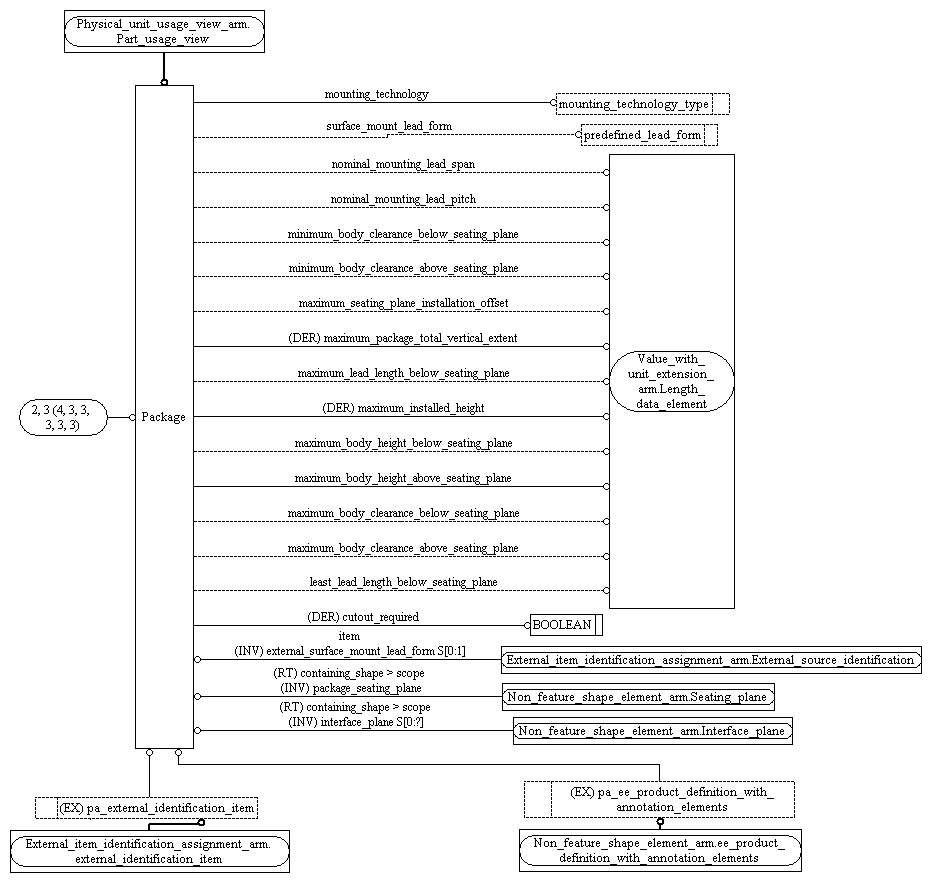 Physical_unit_usage_view_arm.
Part_usage_view
mounting_technology
mounting_technology_type
surface_mount_lead_form
predefined_lead_form
nominal_mounting_lead_span
nominal_mounting_lead_pitch
minimum_body_clearance_below_seating_plane
minimum_body_clearance_above_seating_plane
maximum_seating_plane_installation_offset
(DER) maximum_package_total_vertical_extent
Value_with_
unit_extension_
arm.Length_
data_element
maximum_lead_length_below_seating_plane
2, 3 (4, 3, 3,
3, 3, 3)
Package
(DER) maximum_installed_height
maximum_body_height_below_seating_plane
maximum_body_height_above_seating_plane
maximum_body_clearance_below_seating_plane
maximum_body_clearance_above_seating_plane
least_lead_length_below_seating_plane
(DER) cutout_required
BOOLEAN
item
(INV) external_surface_mount_lead_form S[0:1]
External_item_identification_assignment_arm.External_source_identification
(RT) containing_shape > scope
(INV) package_seating_plane
Non_feature_shape_element_arm.Seating_plane
(RT) containing_shape > scope
(INV) interface_plane S[0:?]
Non_feature_shape_element_arm.Interface_plane
(EX) pa_external_identification_item
External_item_identification_assignment_arm.
external_identification_item
(EX) pa_ee_product_definition_with_
annotation_elements
Non_feature_shape_element_arm.ee_product_
definition_with_annotation_elements